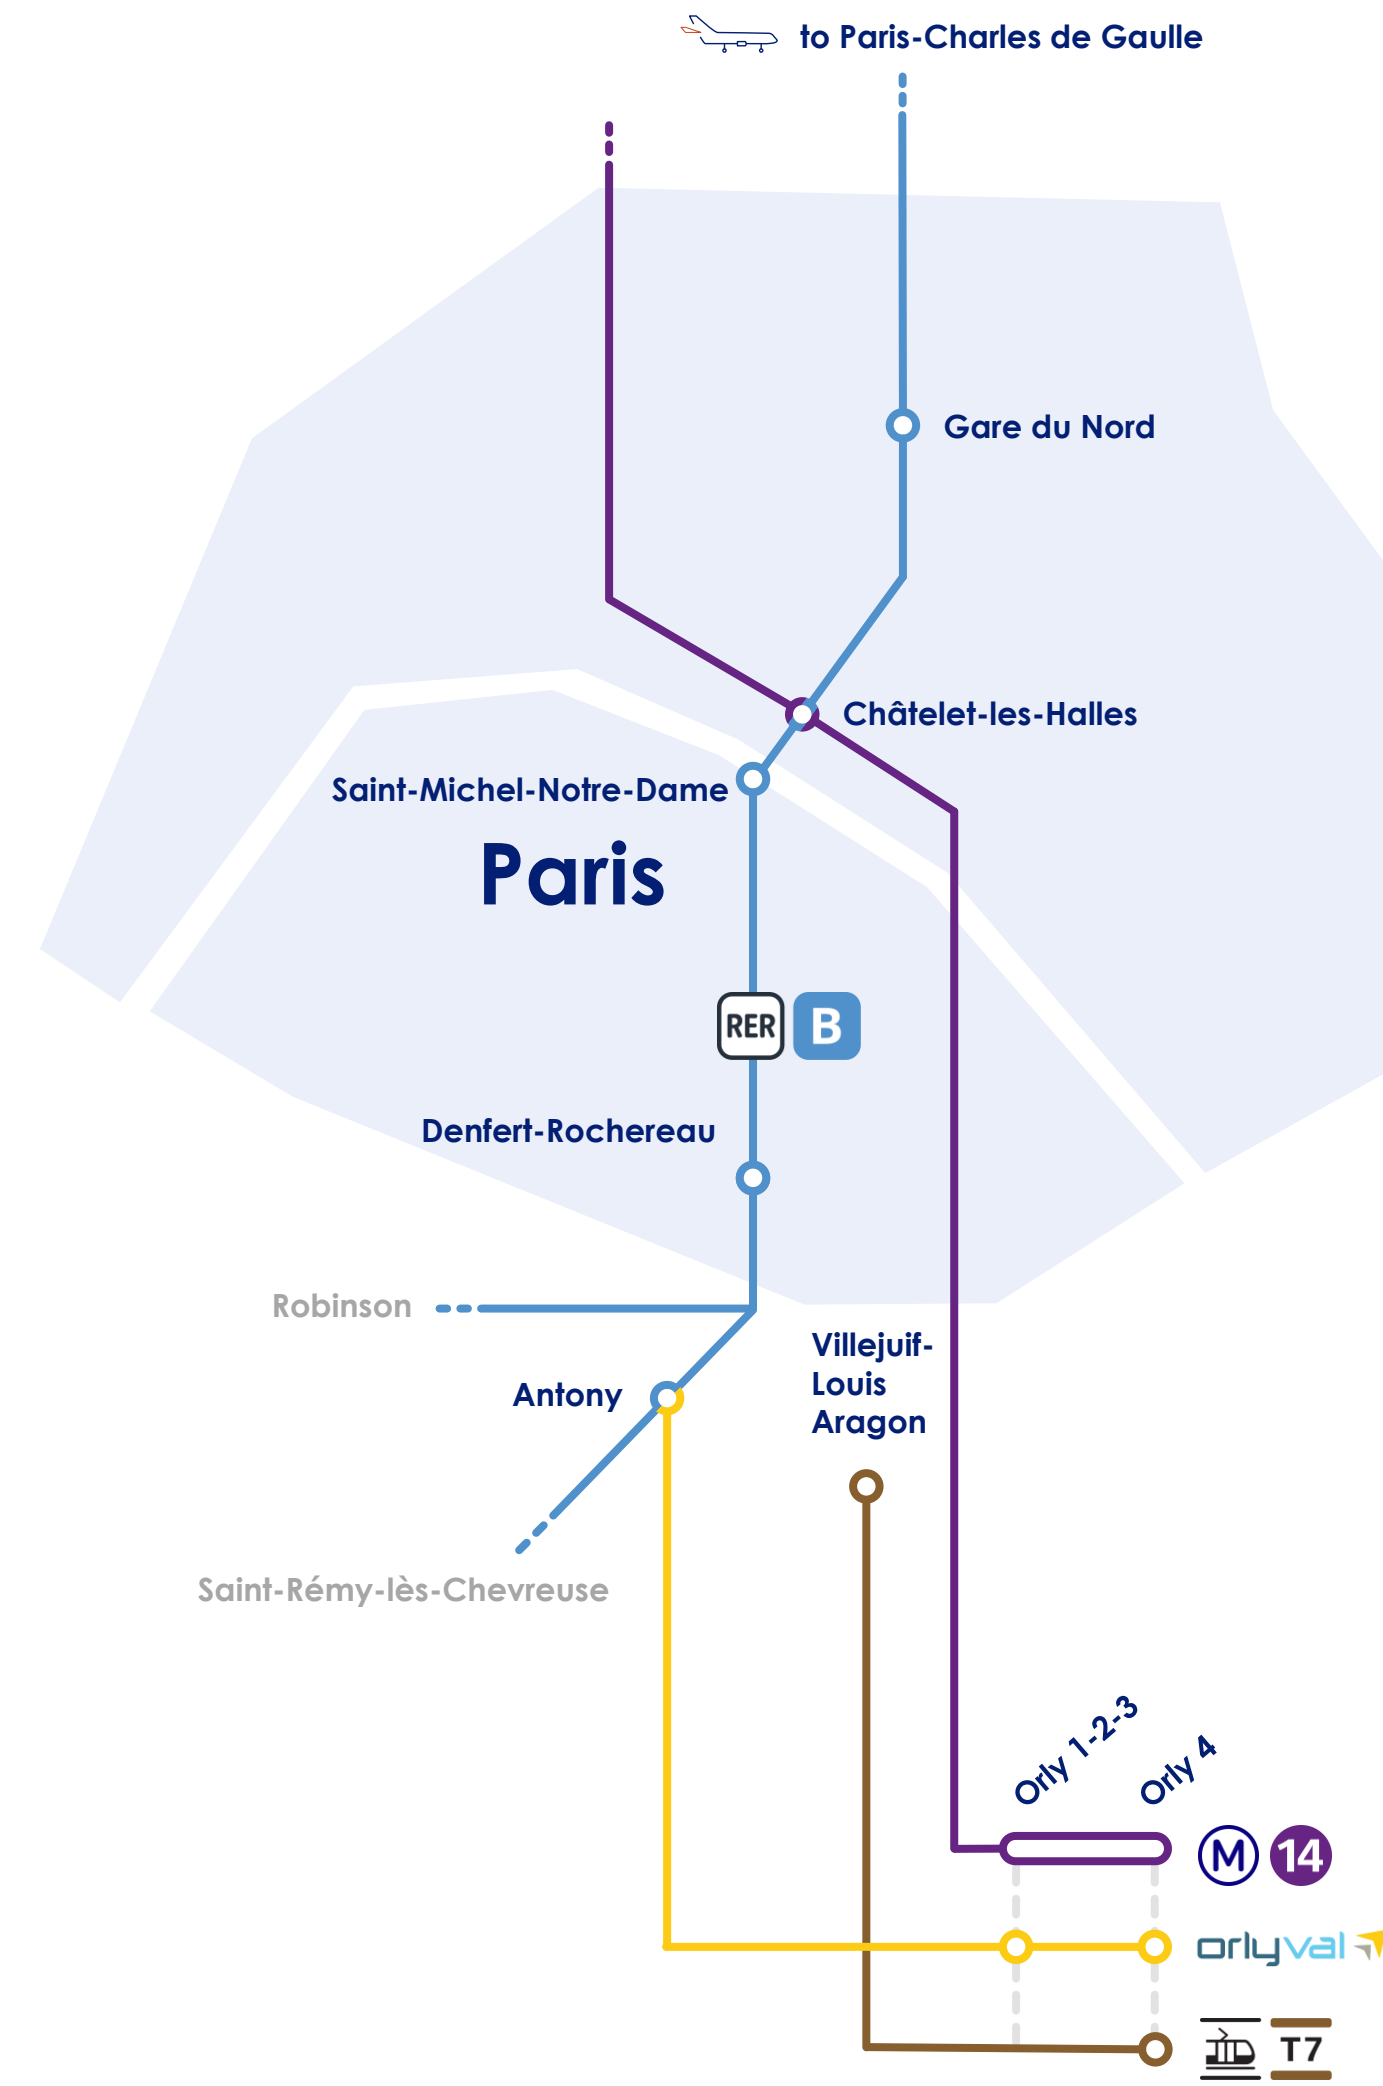 to Paris-Charles de Gaulle
Gare du Nord
Châtelet-les-Halles
Saint-Michel-Notre-Dame
Paris
RER B
Denfert-Rochereau
Robinson
Villejuif-
Louis
Aragon
Antony
Saint-Rémy-lès-Chevreuse
Orly 1-2-3
Orly 4
M 14
orlyval
T7